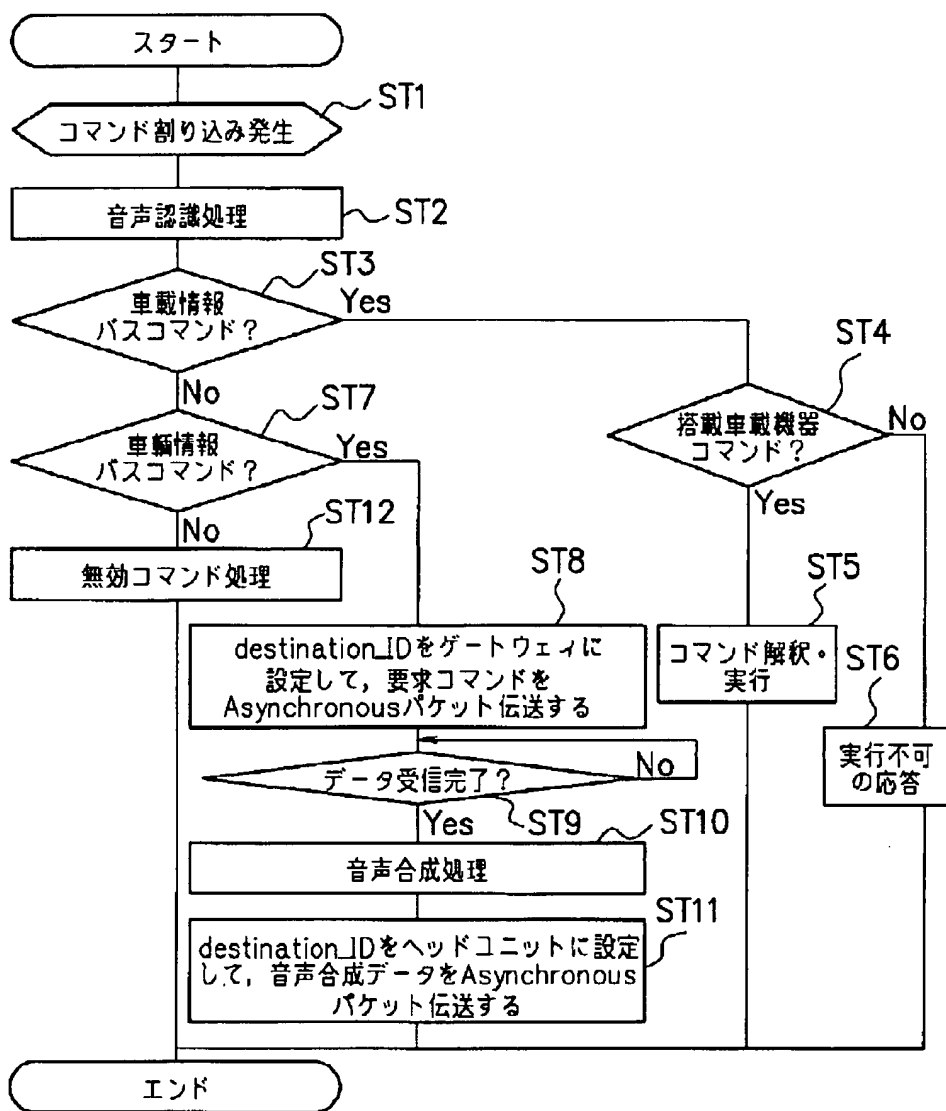 スタート
ST1
コマンド割り込み発生
音声認識処理
ST2
ST3
車載情報
バスコマンド？
Yes
No
ST4
搭載車載機器
コマンド？
No
Yes
ST7
車輌情報
バスコマンド？
Yes
No
ST12
無効コマンド処理
ST8
destination_IDをゲートウェィに
設定して，要求コマンドを
Asynchronousパケット伝送する
ST5
コマンド解釈・
実行
ST6
実行不可
の応答
データ受信完了？
No
Yes
ST9
ST10
音声合成処理
ST11
destination_IDをヘッドユニットに設定
して，音声合成データをAsynchronous
パケット伝送する
エンド